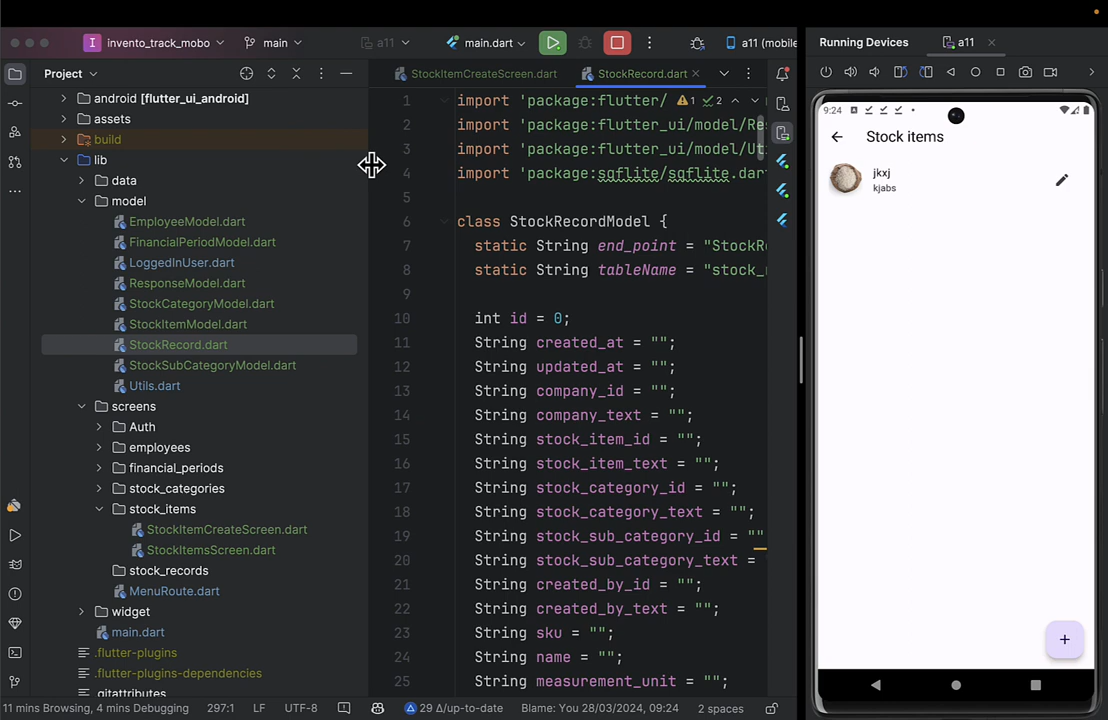 I invento_track_mobo main a11 main.dart a11 (mobile
Running Devices a11
Project
StockItemCreateScreen.dart StockRecord.dart
android [flutter_ui_android]
assets
build
lib
data
model
EmployeeModel.dart
FinancialPeriodModel.dart
LoggedInUser.dart
ResponseModel.dart
StockCategoryModel.dart
StockItemModel.dart
StockRecord.dart
StockSubCategoryModel.dart
Utils.dart
screens
Auth
employees
financial_periods
stock_categories
stock_items
StockItemCreateScreen.dart
StockItemsScreen.dart
stock_records
MenuRoute.dart
widget
main.dart
.flutter-plugins
.flutter-plugins-dependencies
.gitattributes
1 import 'package:flutter/ 1 2
2 import 'package:flutter_ui/model/Res
3 import 'package:flutter_ui/model/Ut
4 import 'package:sqflite/sqflite.dar
5
6 class StockRecordModel {
7 static String end_point = "StockRe
8 static String tableName = "stock_
9
10 int id = 0;
11 String created_at = "";
12 String updated_at = "";
13 String company_id = "";
14 String company_text = "";
15 String stock_item_id = "";
16 String stock_item_text = "";
17 String stock_category_id = "";
18 String stock_category_text = "";
19 String stock_sub_category_id = ""
20 String stock_sub_category_text =
21 String created_by_id = "";
22 String created_by_text = "";
23 String sku = "";
24 String name = "";
25 String measurement_unit = "";
9:24
Stock items
jkxj
kjabs
+
11 mins Browsing, 4 mins Debugging 297:1 LF UTF-8 29 Δ/up-to-date Blame: You 28/03/2024, 09:24 2 spaces